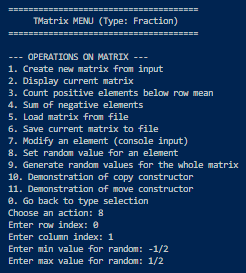 =====================================
TMatrix MENU (Type: Fraction)
=====================================
--- OPERATIONS ON MATRIX ---
1. Create new matrix from input
2. Display current matrix
3. Count positive elements below row mean
4. Sum of negative elements
5. Load matrix from file
6. Save current matrix to file
7. Modify an element (console input)
8. Set random value for an element
9. Generate random values for the whole matrix
10. Demonstration of copy constructor
11. Demonstration of move constructor
0. Go back to type selection
Choose an action: 8
Enter row index: 0
Enter column index: 1
Enter min value for random: -1/2
Enter max value for random: 1/2